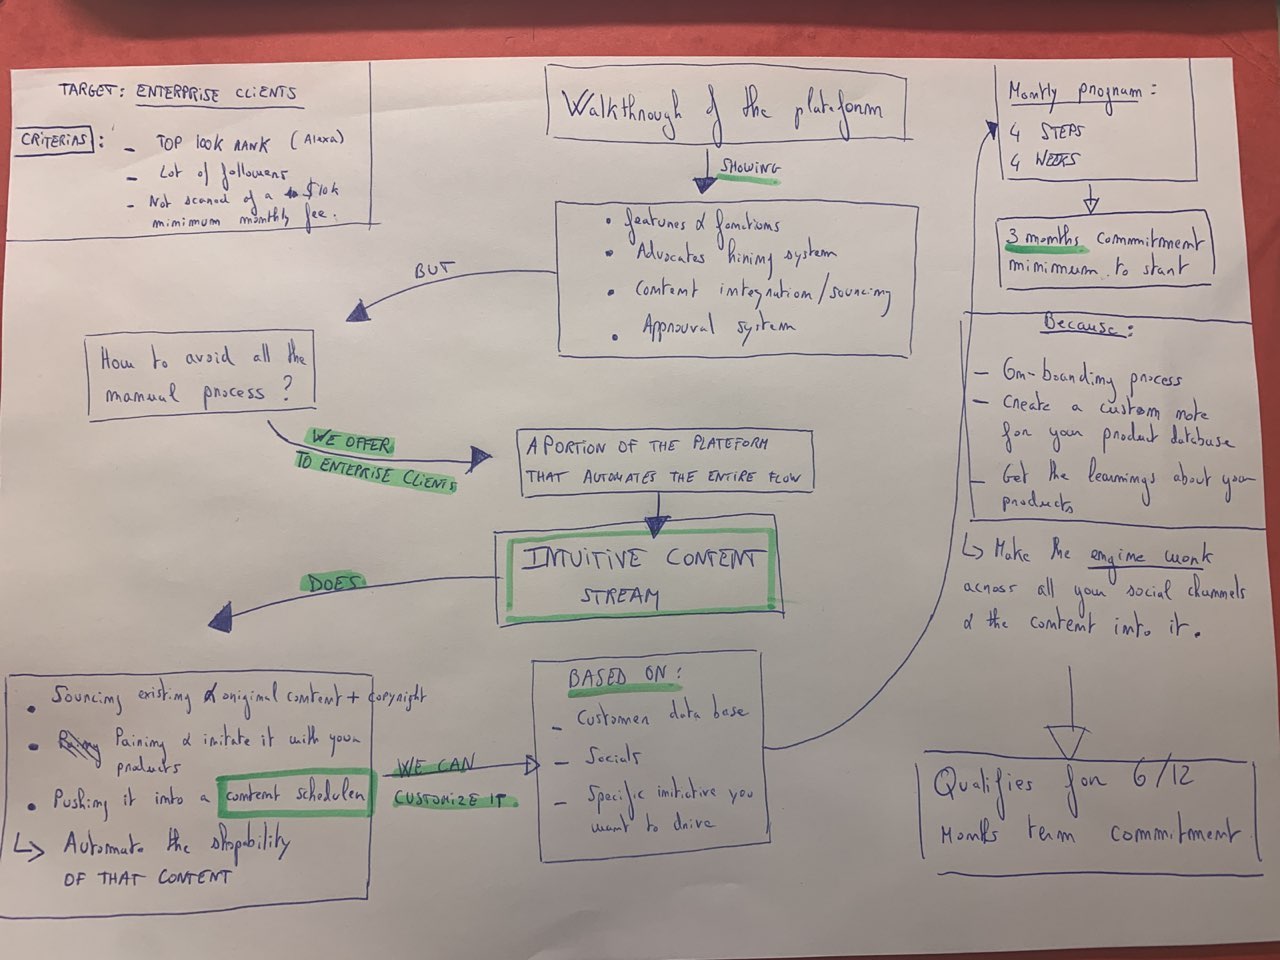 TARGET: ENTERPRISE CLIENTS
CRITERIAS:
- TOP 100K RANK (Alexa)
- Lot of followers
- Not scared of a $10k
minimum monthly fee.
Walkthrough of the plateform
SHOWING
• features & fonctions
• Advocates hiring system
• Content integration/sourcing
• Approuval system
BUT
How to avoid all the
manual process ?
WE OFFER
TO ENTEPRISE CLIENTS
A PORTION OF THE PLATEFORM
THAT AUTOMATES THE ENTIRE FLOW
INTUITIVE CONTENT
STREAM
DOES
• Sourcing existing & original content + copyright
• Pairing & imitate it with your
products
• Pushing it into a content scheduler
↳ Automate the shopability
OF THAT CONTENT
WE CAN
CUSTOMIZE IT.
BASED ON:
- Customer data base
- Socials
- Specific initiative you
want to drive
Montly program:
4 STEPS
4 WEEKS
3 months commitment
minimum to start
Because:
- On-boarding process
- Create a custom note
for your product database
- Get the learnings about your
products
↳ Make the engine work
across all your social channels
& the content into it.
Qualifies for 6/12
Months term commitment